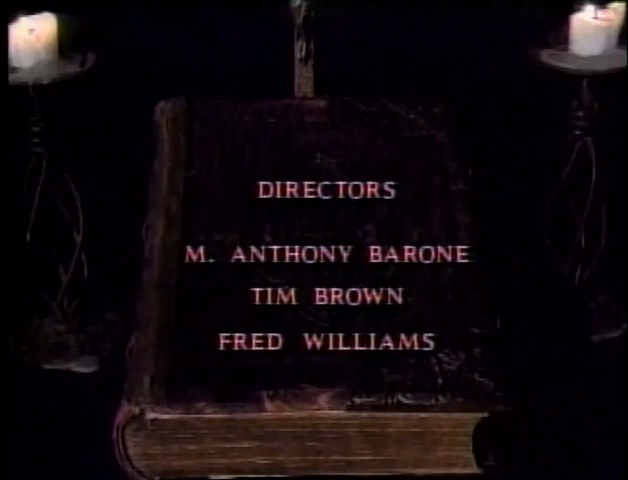 DIRECTORS
M. ANTHONY BARONE
TIM BROWN
FRED WILLIAMS